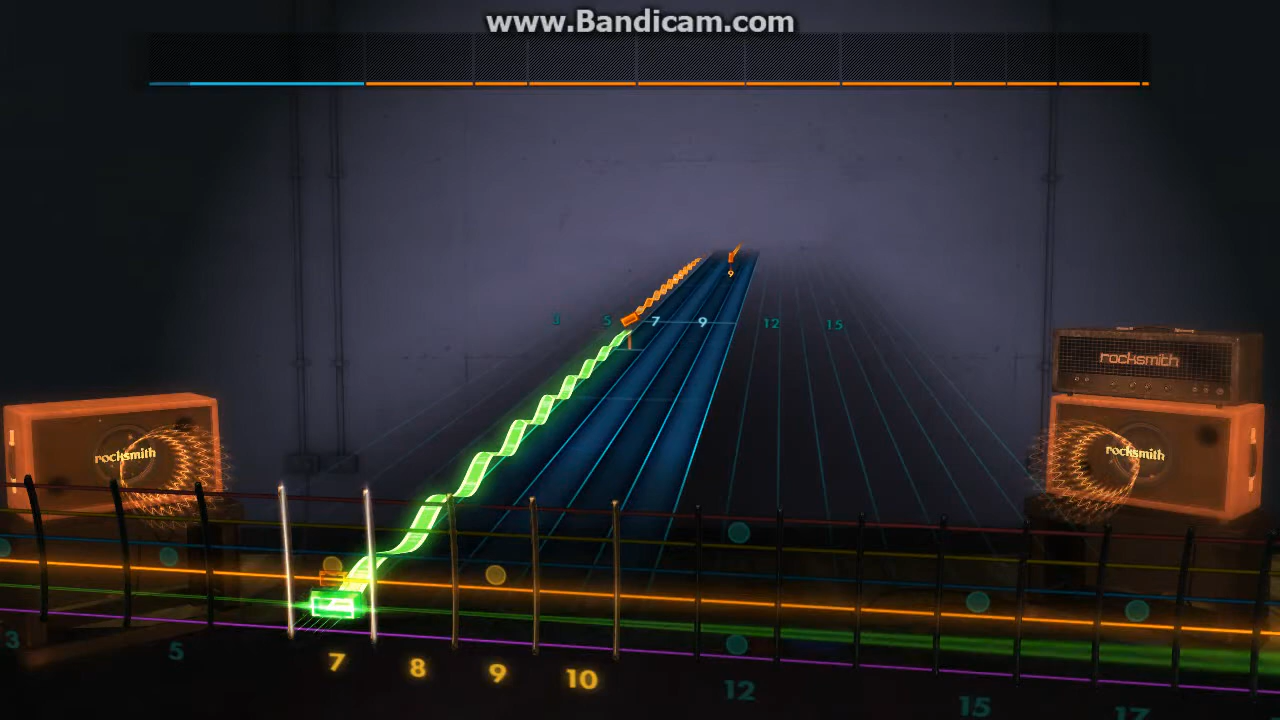 www.Bandicam.com
3 5 7 9 12 15
9
rocksmith
rocksmith
rocksmith
3 5 7 8 9 10 12 15 17